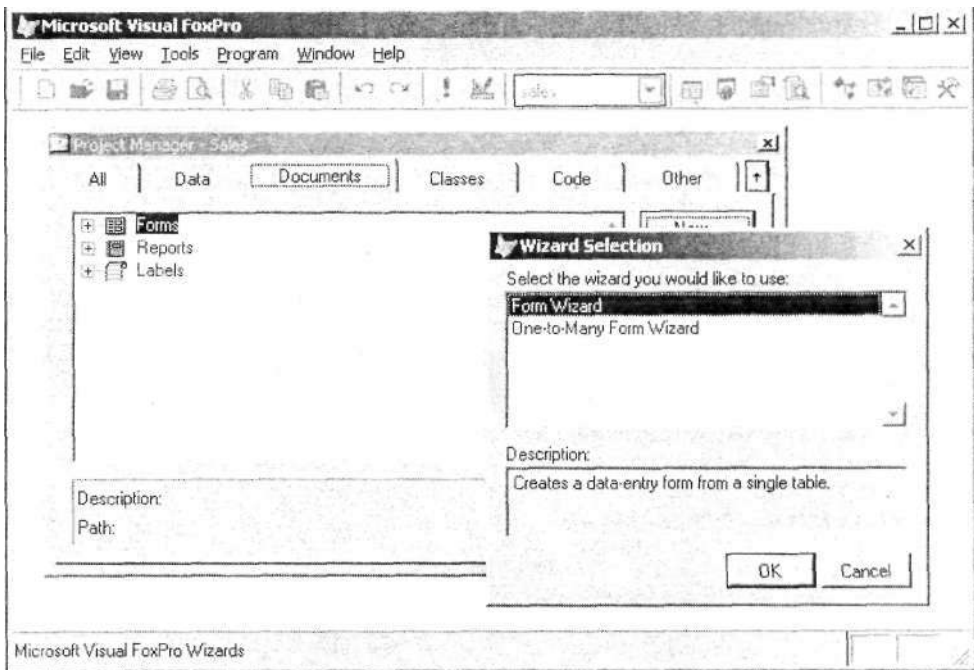 Microsoft Visual FoxPro
File Edit View Tools Program Window Help
sales
Project Manager - Sales
All Data Documents Classes Code Other
Forms
Reports
Labels
New
Description:
Path:
Wizard Selection
Select the wizard you would like to use:
Form Wizard
One-to-Many Form Wizard
Description:
Creates a data-entry form from a single table.
OK Cancel
Microsoft Visual FoxPro Wizards